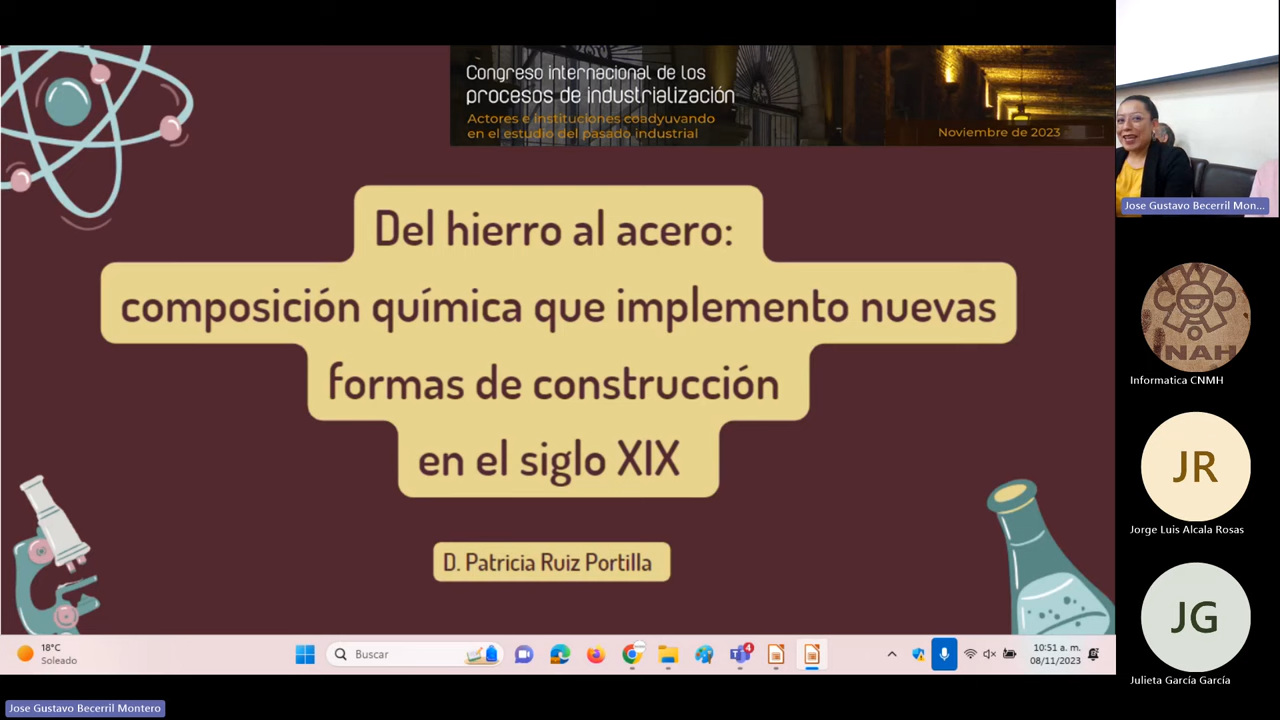 Congreso internacional de los
procesos de industrialización
Actores e instituciones coadyuvando
en el estudio del pasado industrial
Noviembre de 2023
Del hierro al acero:
composición química que implemento nuevas
formas de construcción
en el siglo XIX
D. Patricia Ruiz Portilla
Jose Gustavo Becerril Mon...
INAH
Informatica CNMH
JR
Jorge Luis Alcala Rosas
JG
Julieta García García
18°C
Soleado
Buscar
4
10:51 a. m.
08/11/2023
Jose Gustavo Becerril Montero